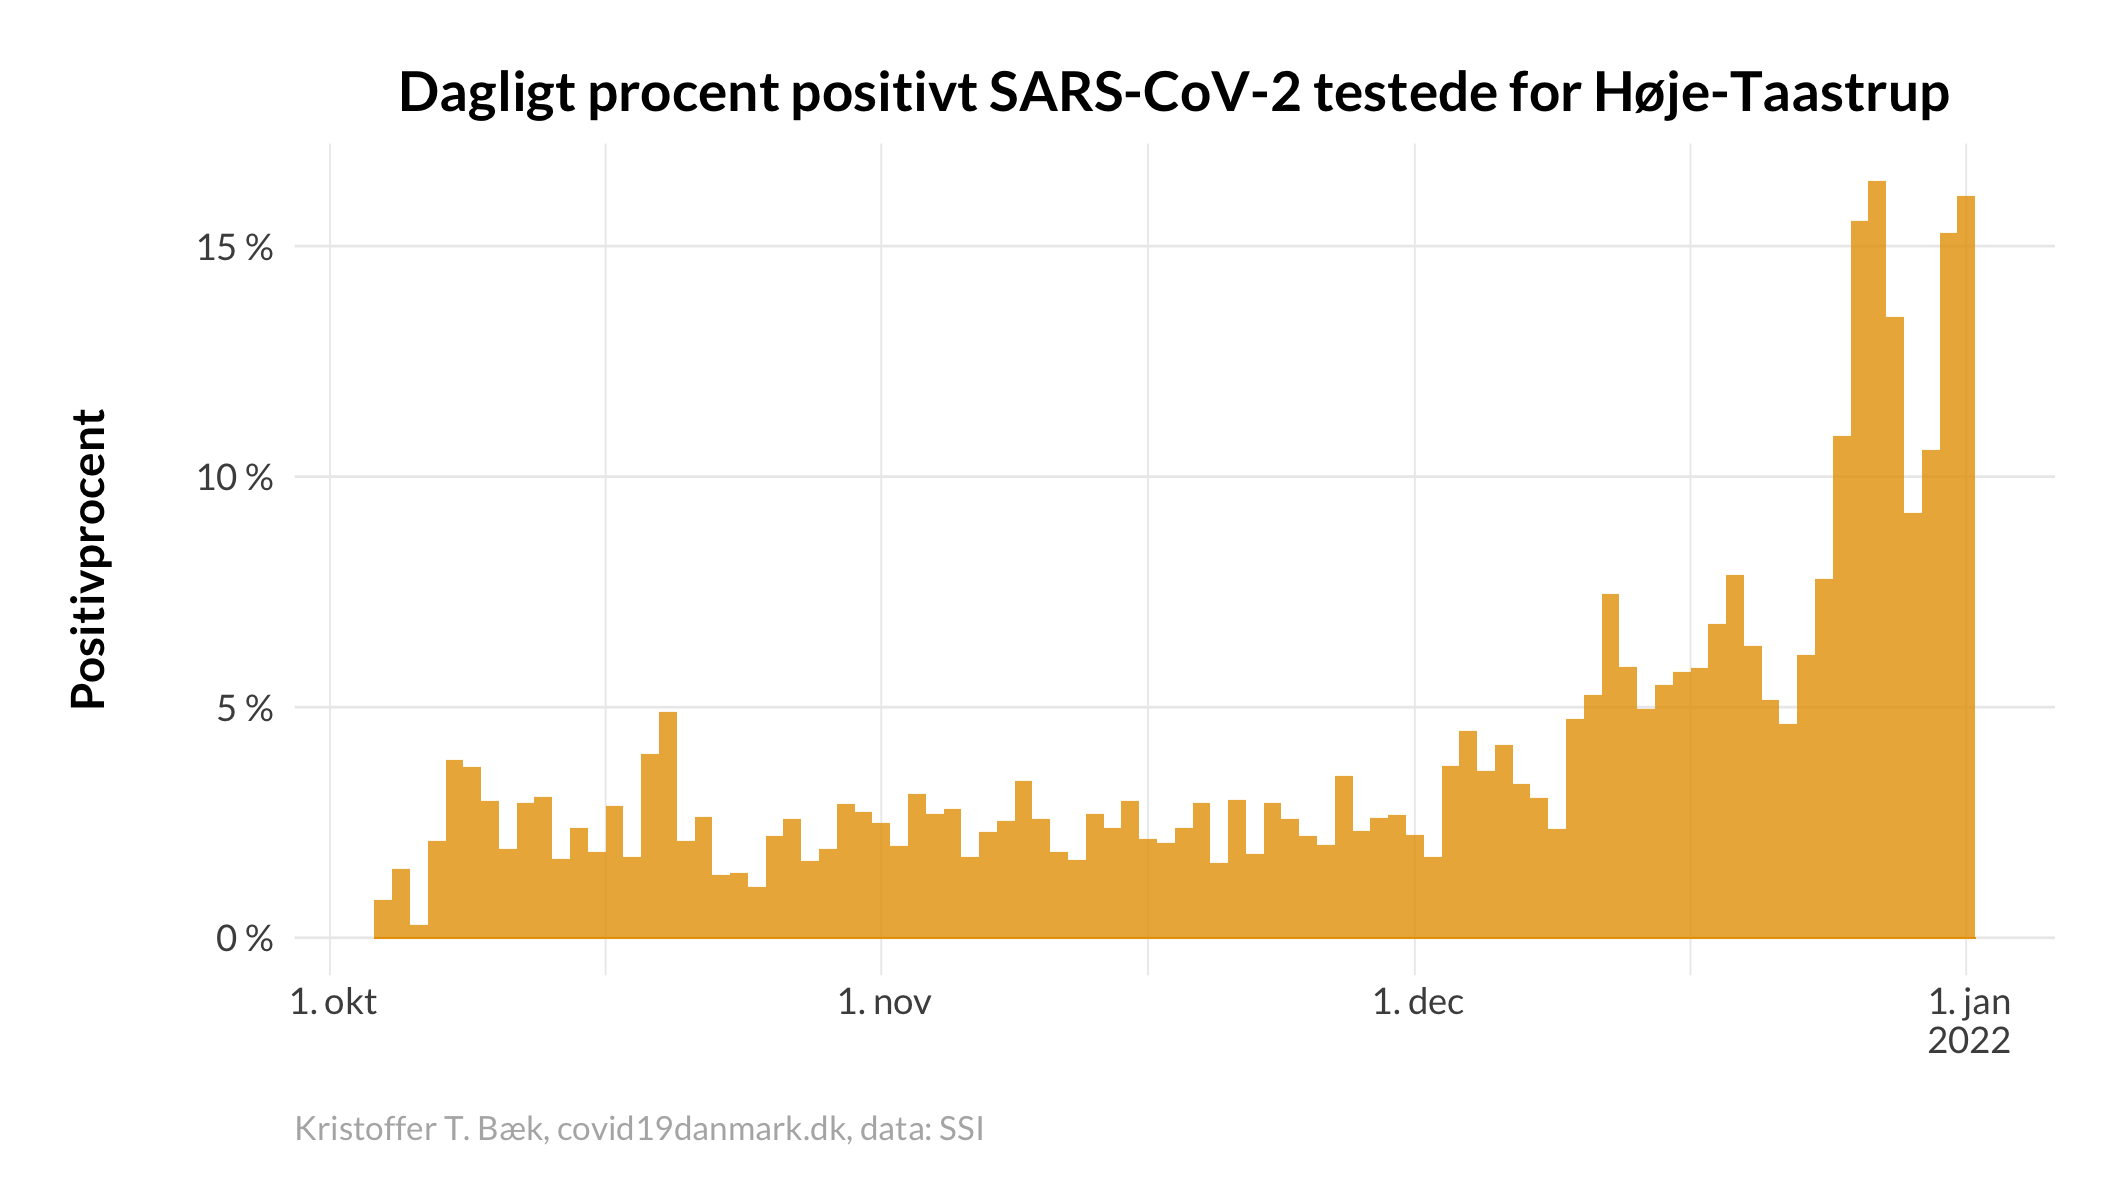 Dagligt procent positivt SARS-CoV-2 testede for Høje-Taastrup
Positivprocent
15 %
10 %
5 %
0 %
1. okt
1. nov
1. dec
1. jan
2022
Kristoffer T. Bæk, covid19danmark.dk, data: SSI